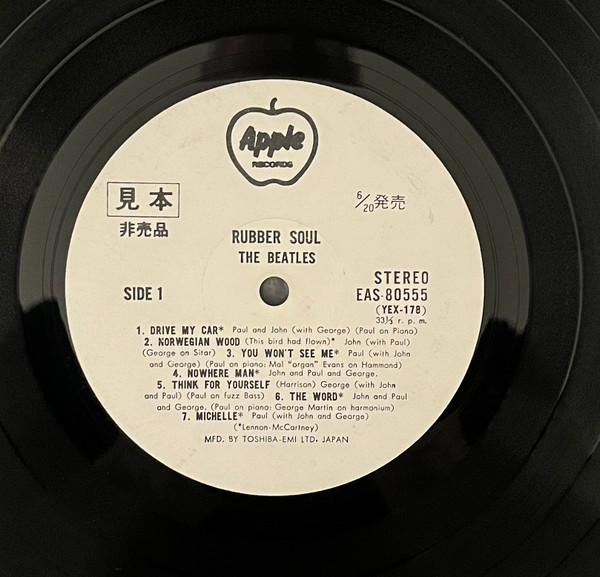 Apple
RECORDS
見本
非売品
6/20発売
RUBBER SOUL
THE BEATLES
SIDE 1
STEREO
EAS-80555
(YEX-178)
33⅓ r. p. m.
1. DRIVE MY CAR* Paul and John (with George) (Paul on Piano)
2. NORWEGIAN WOOD (This bird had flown)* John (with Paul)
(George on Sitar) 3. YOU WON'T SEE ME* Paul (with John
and George) (Paul on piano: Mal "organ" Evans on Hammond)
4. NOWHERE MAN* John and Paul and George.
5. THINK FOR YOURSELF (Harrison) George (with John
and Paul) (Paul on fuzz Bass) 6. THE WORD* John and Paul
and George. (Paul on piano: George Martin on harmonium)
7. MICHELLE* Paul (with John and George)
(*Lennon-McCartney)
MFD. BY TOSHIBA-EMI LTD. JAPAN